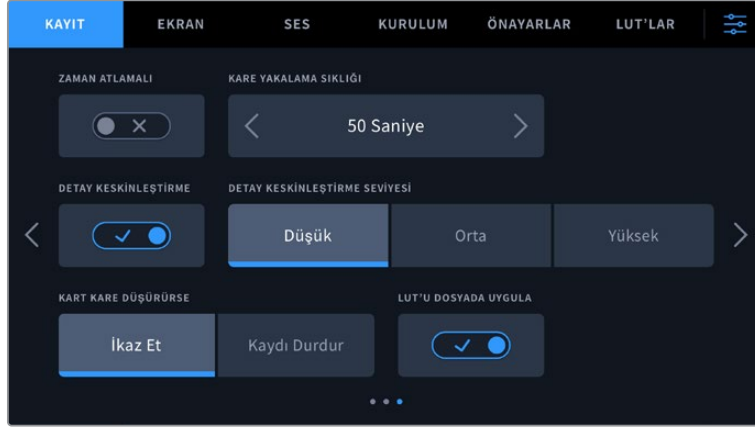 KAYIT EKRAN SES KURULUM ÖNAYARLAR LUT’LAR
ZAMAN ATLAMALI KARE YAKALAMA SIKLIĞI
50 Saniye
DETAY KESKİNLEŞTİRME DETAY KESKİNLEŞTİRME SEVİYESİ
Düşük Orta Yüksek
KART KARE DÜŞÜRÜRSE LUT’U DOSYADA UYGULA
İkaz Et Kaydı Durdur